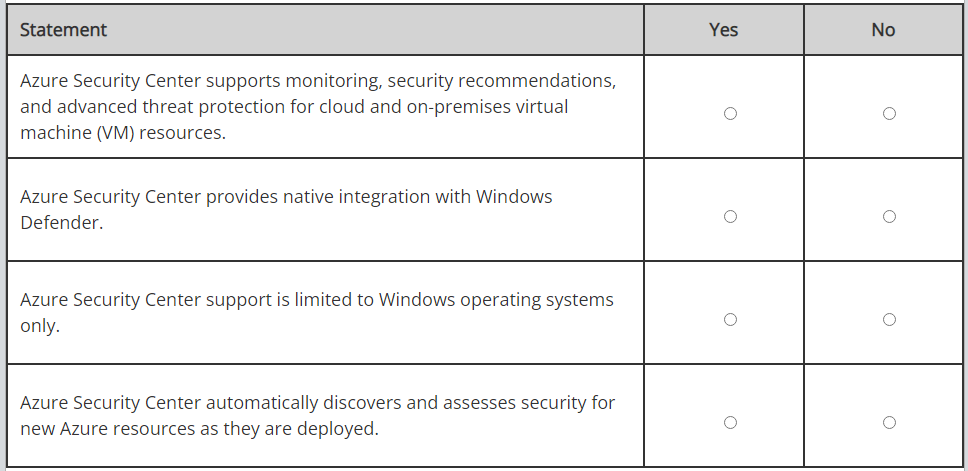 Statement Yes No
Azure Security Center supports monitoring, security recommendations,
and advanced threat protection for cloud and on-premises virtual
machine (VM) resources.
Azure Security Center provides native integration with Windows
Defender.
Azure Security Center support is limited to Windows operating systems
only.
Azure Security Center automatically discovers and assesses security for
new Azure resources as they are deployed.